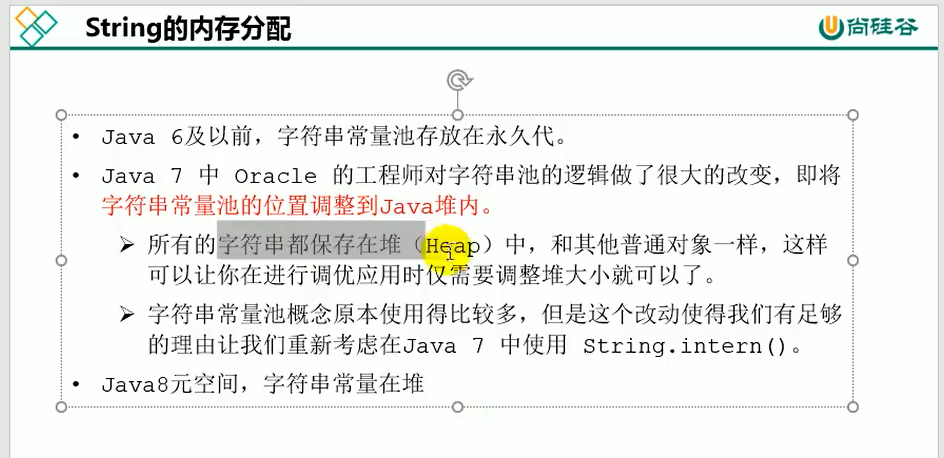 String的内存分配
尚硅谷
• Java 6及以前，字符串常量池存放在永久代。
• Java 7 中 Oracle 的工程师对字符串池的逻辑做了很大的改变，即将
字符串常量池的位置调整到Java堆内。
➢ 所有的字符串都保存在堆（Heap）中，和其他普通对象一样，这样
可以让你在进行调优应用时仅需要调整堆大小就可以了。
➢ 字符串常量池概念原本使用得比较多，但是这个改动使得我们有足够
的理由让我们重新考虑在Java 7 中使用 String.intern()。
• Java8元空间，字符串常量在堆